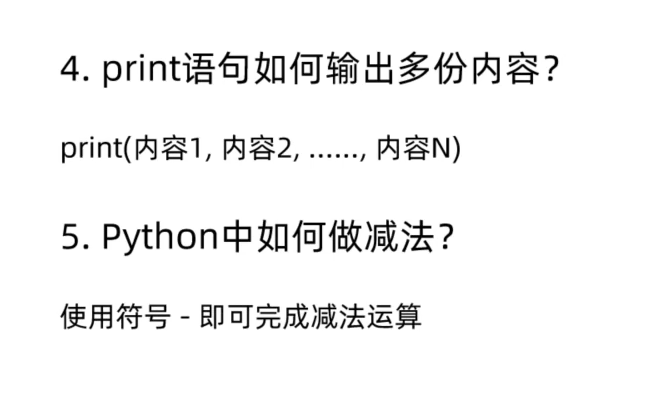 4. print语句如何输出多份内容？
print(内容1, 内容2, ......, 内容N)
5. Python中如何做减法？
使用符号 - 即可完成减法运算